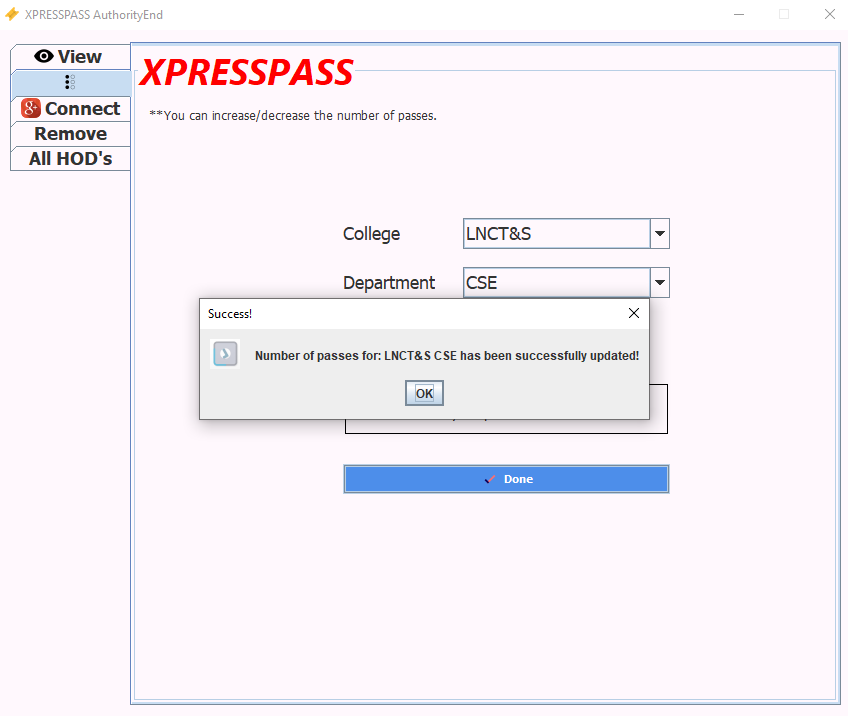 XPRESSPASS AuthorityEnd
View
Connect
Remove
All HOD's
XPRESSPASS
**You can increase/decrease the number of passes.
College
LNCT&S
Department
CSE
Success!
Number of passes for: LNCT&S CSE has been successfully updated!
OK
Done